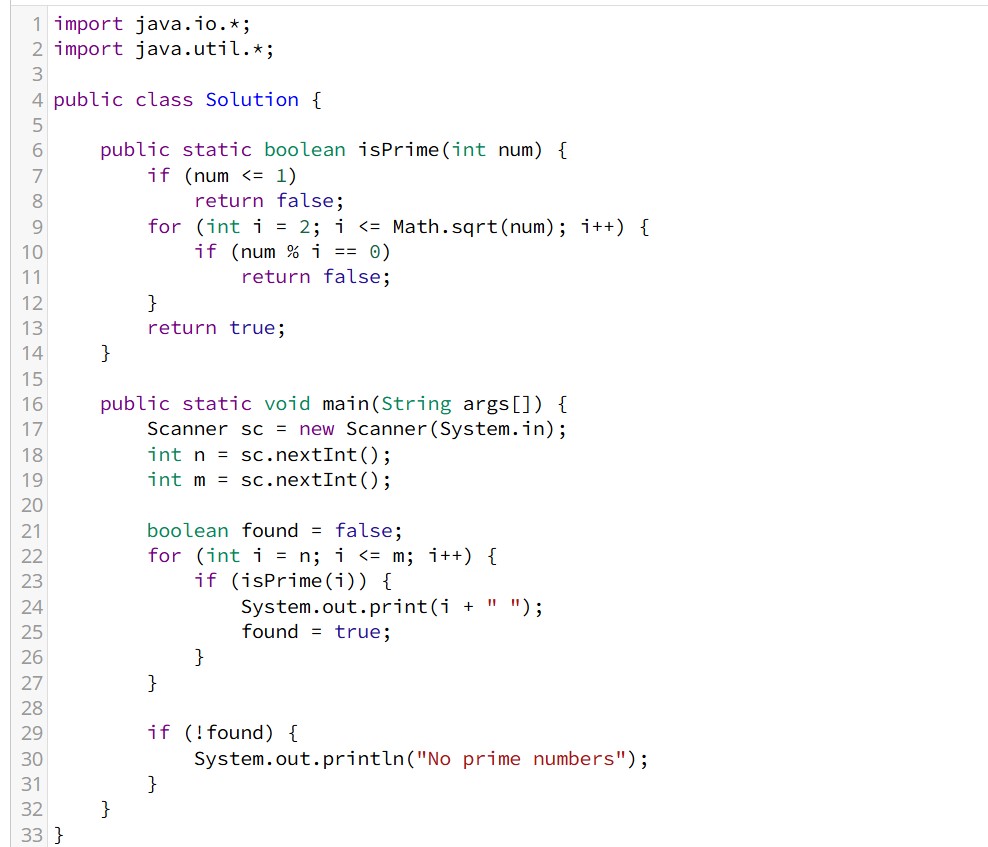 1 import java.io.*;
2 import java.util.*;
3
4 public class Solution {
5
6     public static boolean isPrime(int num) {
7         if (num <= 1)
8             return false;
9         for (int i = 2; i <= Math.sqrt(num); i++) {
10             if (num % i == 0)
11                 return false;
12         }
13         return true;
14     }
15
16     public static void main(String args[]) {
17         Scanner sc = new Scanner(System.in);
18         int n = sc.nextInt();
19         int m = sc.nextInt();
20
21         boolean found = false;
22         for (int i = n; i <= m; i++) {
23             if (isPrime(i)) {
24                 System.out.print(i + " ");
25                 found = true;
26             }
27         }
28
29         if (!found) {
30             System.out.println("No prime numbers");
31         }
32     }
33 }